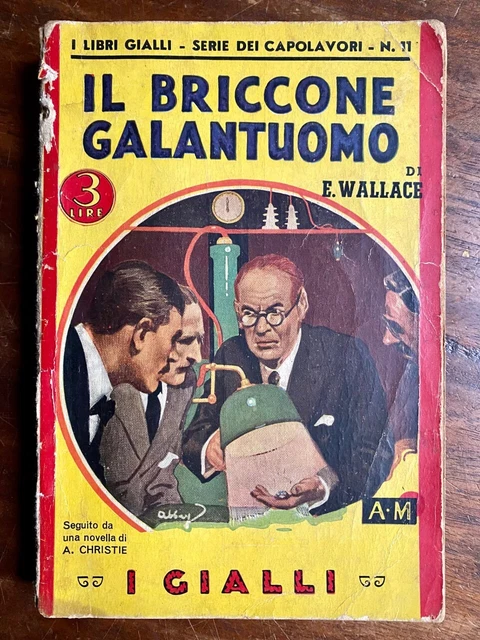 I LIBRI GIALLI - SERIE DEI CAPOLAVORI - N. 11
IL BRICCONE
GALANTUOMO
DI
E. WALLACE
3
LIRE
Abbey
A·M
Seguito da
una novella di
A. CHRISTIE
I GIALLI